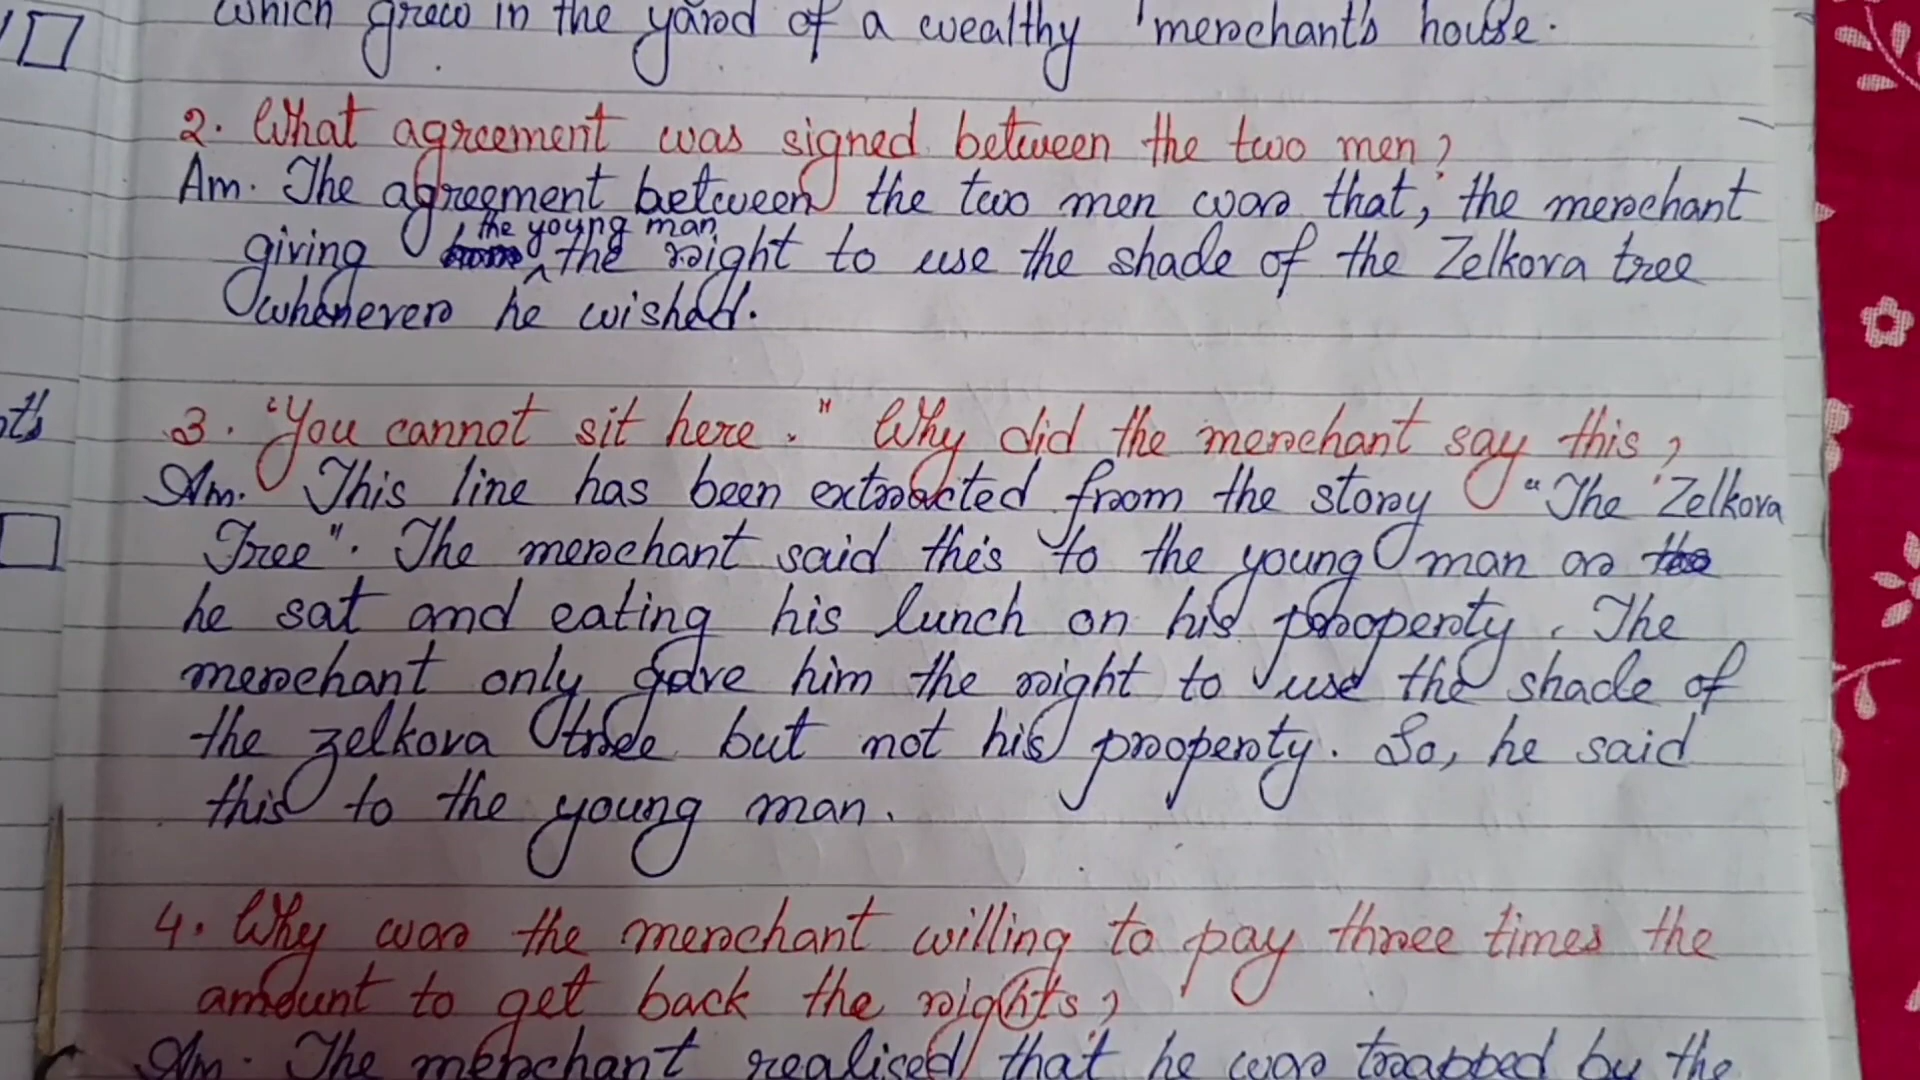 which grew in the yard of a wealthy merchant's house.
2. What agreement was signed between the two men?
Ans. The agreement between the two men was that, the merchant
the young man
giving the right to use the shade of the Zelkova tree
whenever he wished.
3. "You cannot sit here." Why did the merchant say this?
Ans. This line has been extracted from the story "The Zelkova
Tree". The merchant said this to the young man as
he sat and eating his lunch on his property. The
merchant only gave him the right to use the shade of
the zelkova tree but not his property. So, he said
this to the young man.
4. Why was the merchant willing to pay three times the
amount to get back the rights?
Ans. The merchant realised that he was trapped by the